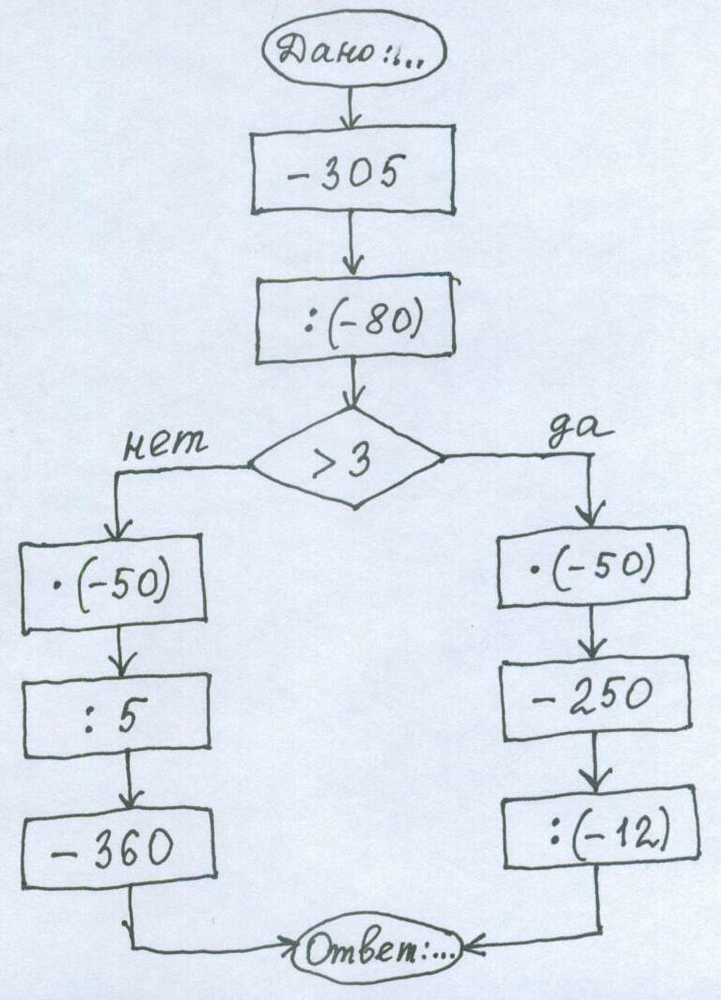 Дано:...
-305
:(-80)
нет
>3
да
·(-50)
·(-50)
:5
-250
-360
:(-12)
Ответ:...